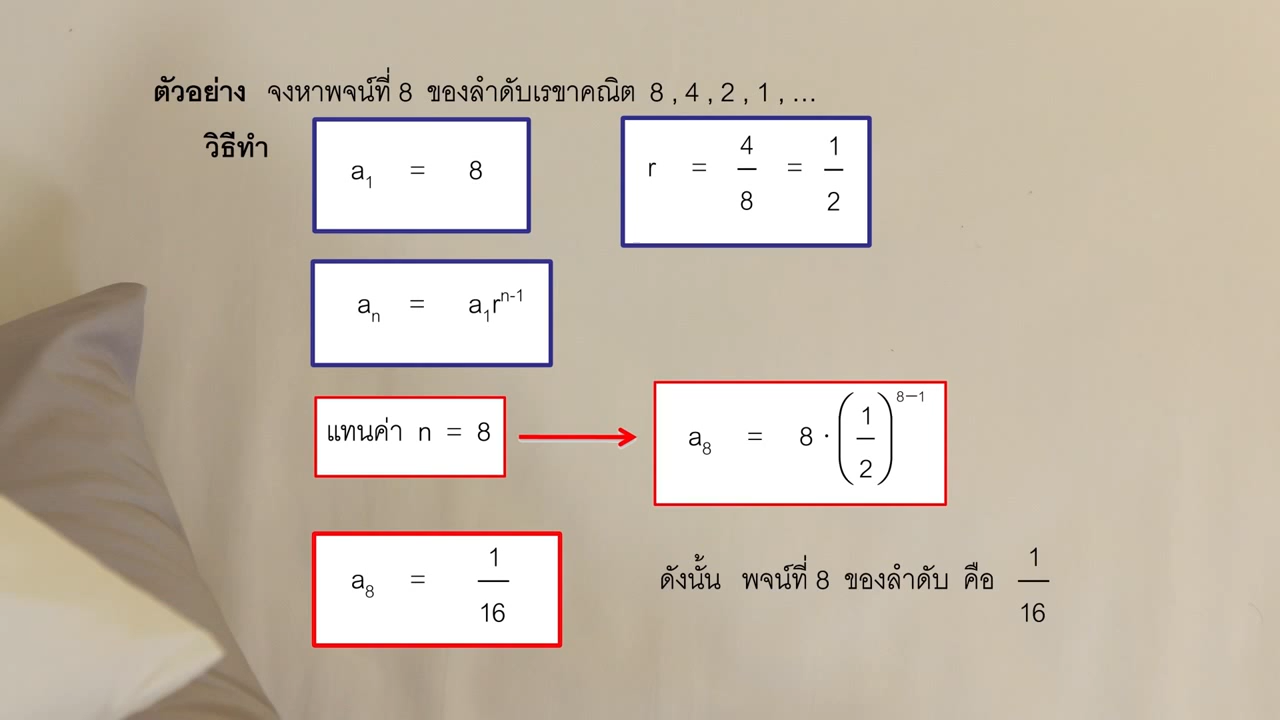 ตัวอย่าง จงหาพจน์ที่ 8 ของลำดับเรขาคณิต 8 , 4 , 2 , 1 , ...
วิธีทำ
a₁ = 8
r = 4/8 = 1/2
aₙ = a₁rⁿ⁻¹
แทนค่า n = 8
a₈ = 8 · (1/2)⁸⁻¹
a₈ = 1/16
ดังนั้น พจน์ที่ 8 ของลำดับ คือ 1/16